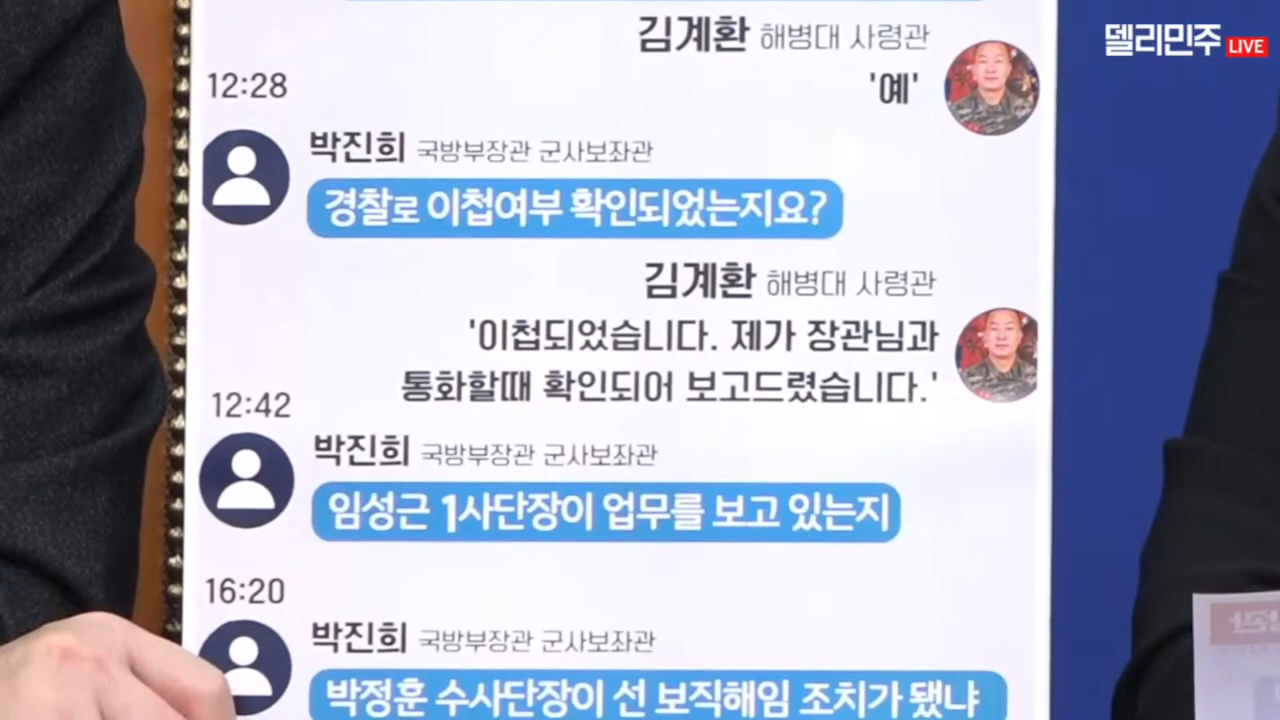 델리민주 LIVE
김계환 해병대 사령관
12:28
'예'
박진희 국방부장관 군사보좌관
경찰로 이첩여부 확인되었는지요?
김계환 해병대 사령관
'이첩되었습니다. 제가 장관님과
통화할때 확인되어 보고드렸습니다.'
12:42
박진희 국방부장관 군사보좌관
임성근 1사단장이 업무를 보고 있는지
16:20
박진희 국방부장관 군사보좌관
박정훈 수사단장이 선 보직해임 조치가 됐냐